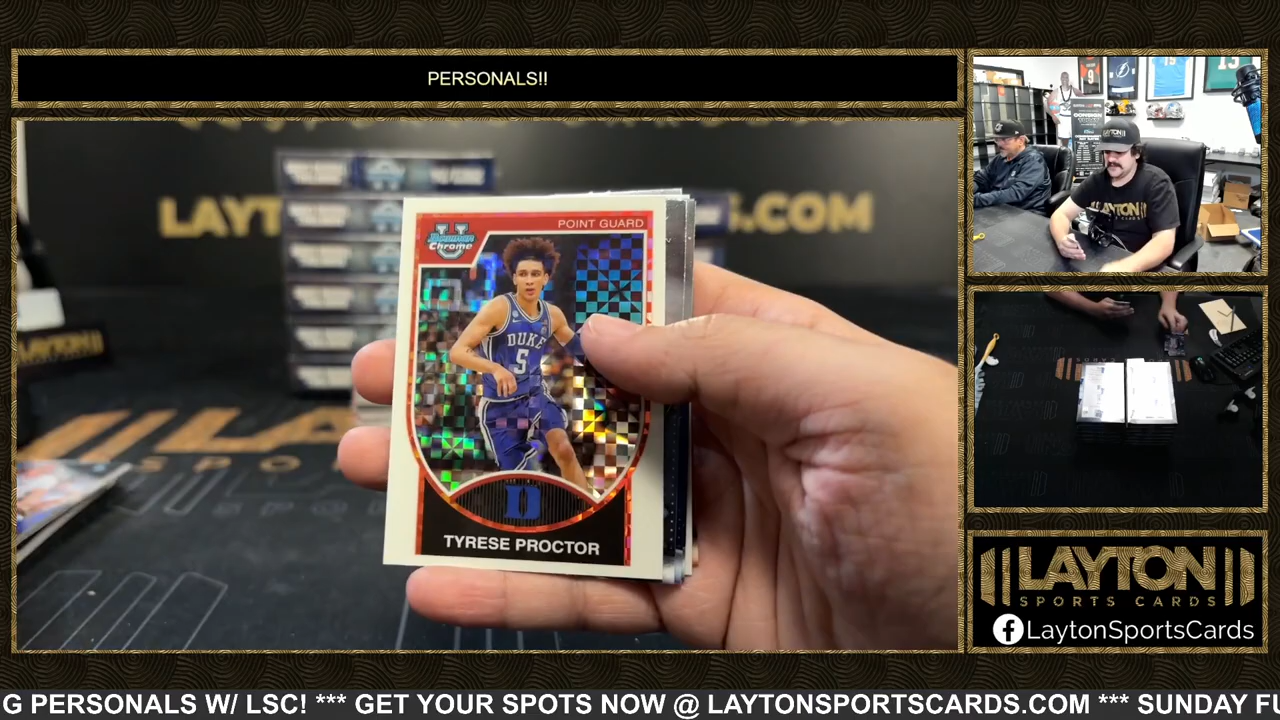 PERSONALS!!
LAYT
S.COM
POINT GUARD
Bowman
Chrome
DUKE
5
D
TYRESE PROCTOR
LAYTON
LAYTON
SPORTS CARDS
LaytonSportsCards
G PERSONALS W/ LSC! *** GET YOUR SPOTS NOW @ LAYTONSPORTSCARDS.COM *** SUNDAY FU